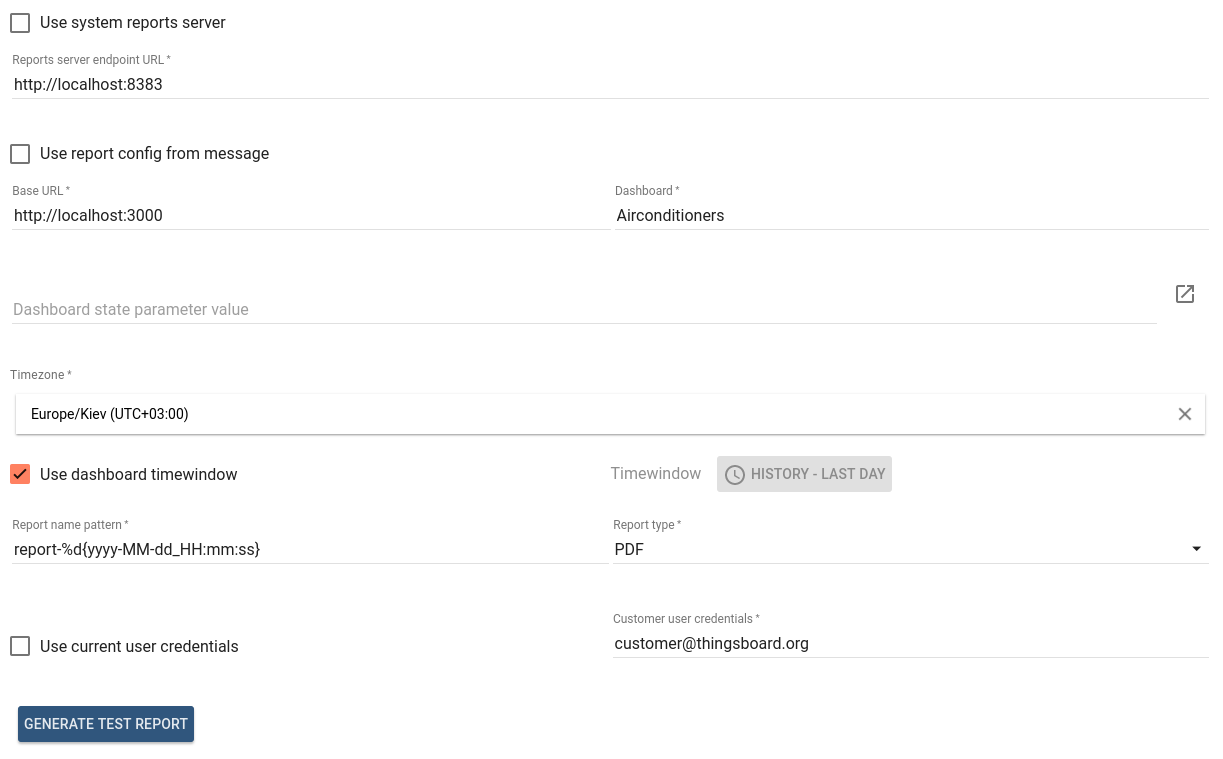 Use system reports server
Reports server endpoint URL *
http://localhost:8383
Use report config from message
Base URL *
Dashboard *
http://localhost:3000
Airconditioners
Dashboard state parameter value
Timezone *
Europe/Kiev (UTC+03:00)
Use dashboard timewindow
Timewindow
HISTORY - LAST DAY
Report name pattern *
Report type *
report-%d{yyyy-MM-dd_HH:mm:ss}
PDF
Customer user credentials *
Use current user credentials
customer@thingsboard.org
GENERATE TEST REPORT